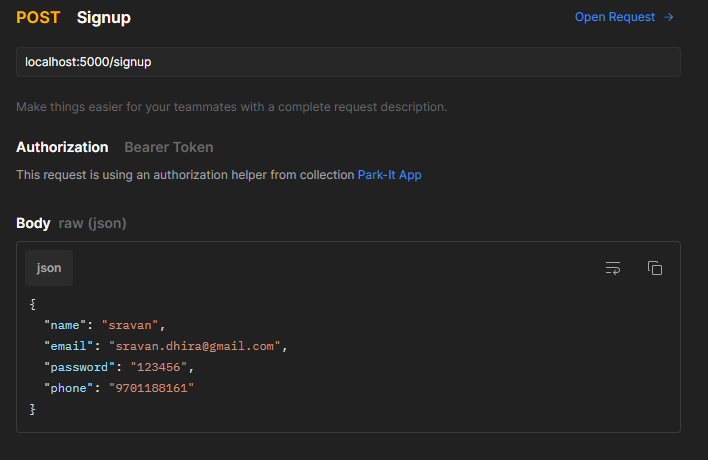 POST Signup Open Request →
localhost:5000/signup
Make things easier for your teammates with a complete request description.
Authorization Bearer Token
This request is using an authorization helper from collection Park-It App
Body raw (json)
json
{
"name": "sravan",
"email": "sravan.dhira@gmail.com",
"password": "123456",
"phone": "9701188161"
}